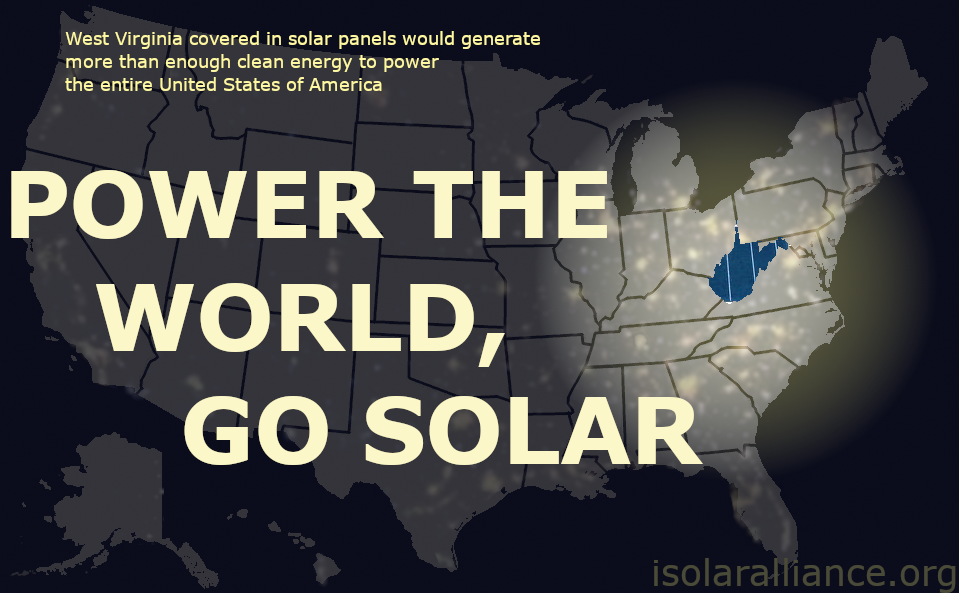 West Virginia covered in solar panels would generate
more than enough clean energy to power
the entire United States of America
POWER THE
WORLD,
GO SOLAR
isolaralliance.org